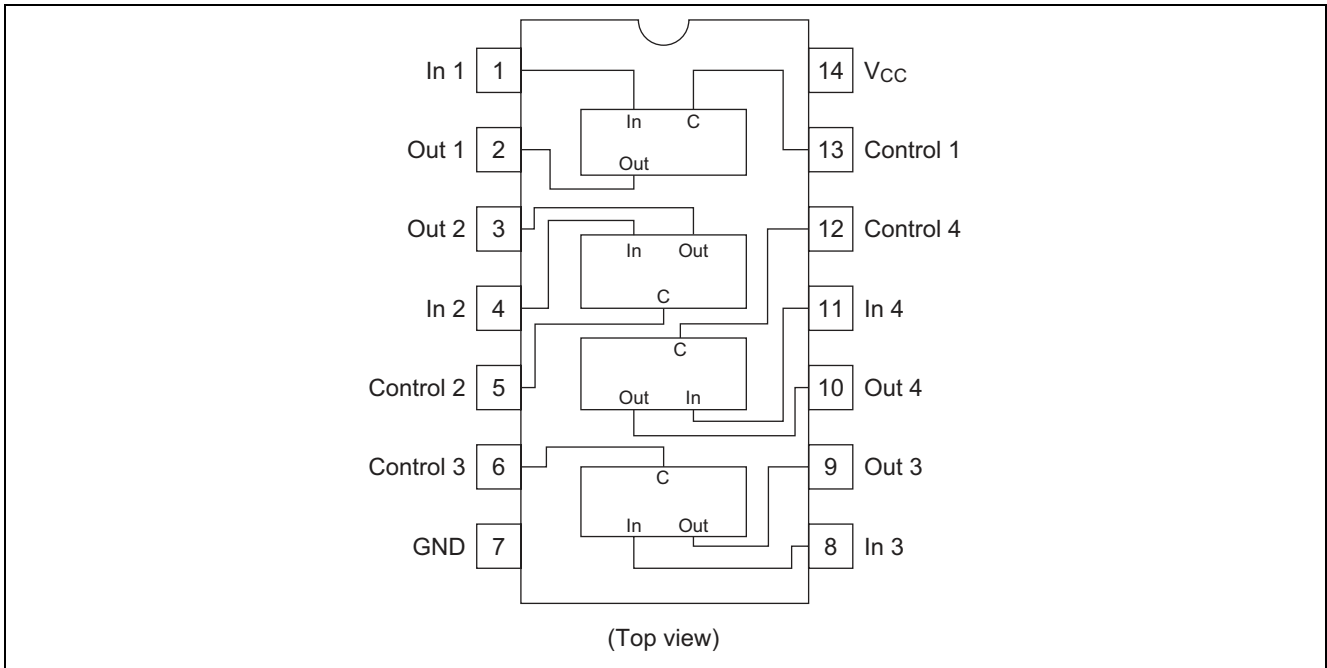 In 1 1
14 VCC
In C
Out 1 2
Out
13 Control 1
Out 2 3
12 Control 4
In Out
In 2 4
C
11 In 4
C
Control 2 5
Out In
10 Out 4
Control 3 6
C
9 Out 3
In Out
GND 7
8 In 3
(Top view)